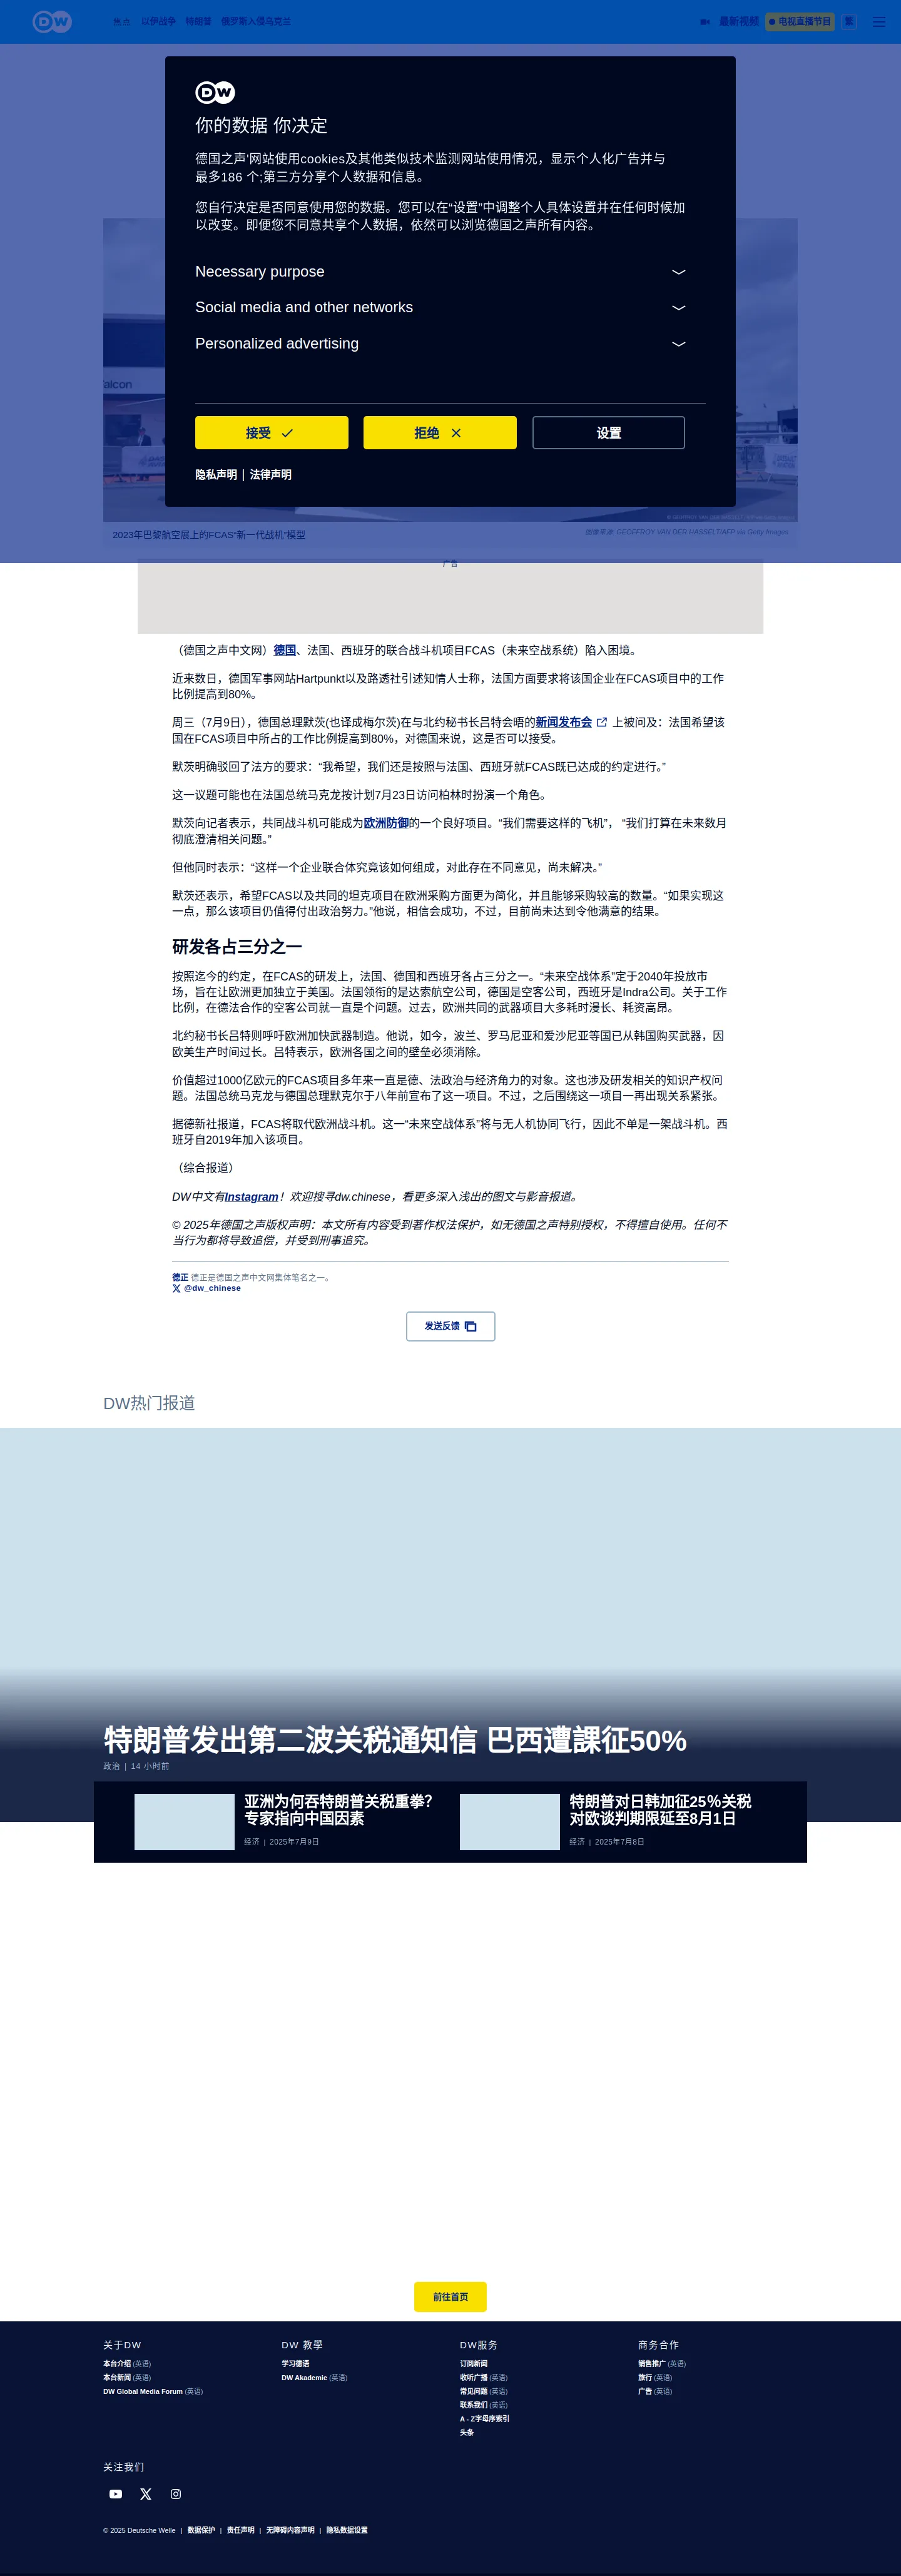 DW
焦点 以伊战争 特朗普 俄罗斯入侵乌克兰 最新视频 电视直播节目 繁
DW
你的数据 你决定
德国之声'网站使用cookies及其他类似技术监测网站使用情况，显示个人化广告并与
最多186 个;第三方分享个人数据和信息。
您自行决定是否同意使用您的数据。您可以在“设置”中调整个人具体设置并在任何时候加
以改变。即便您不同意共享个人数据，依然可以浏览德国之声所有内容。
Necessary purpose
Social media and other networks
Personalized advertising
接受 拒绝 设置
隐私声明 | 法律声明
alcon
2023年巴黎航空展上的FCAS“新一代战机”模型
图像来源: GEOFFROY VAN DER HASSELT/AFP via Getty Images
广告
（德国之声中文网）德国、法国、西班牙的联合战斗机项目FCAS（未来空战系统）陷入困境。
近来数日，德国军事网站Hartpunkt以及路透社引述知情人士称，法国方面要求将该国企业在FCAS项目中的工作
比例提高到80%。
周三（7月9日），德国总理默茨(也译成梅尔茨)在与北约秘书长吕特会晤的新闻发布会 上被问及：法国希望该
国在FCAS项目中所占的工作比例提高到80%，对德国来说，这是否可以接受。
默茨明确驳回了法方的要求：“我希望，我们还是按照与法国、西班牙就FCAS既已达成的约定进行。”
这一议题可能也在法国总统马克龙按计划7月23日访问柏林时扮演一个角色。
默茨向记者表示，共同战斗机可能成为欧洲防御的一个良好项目。“我们需要这样的飞机”， “我们打算在未来数月
彻底澄清相关问题。”
但他同时表示：“这样一个企业联合体究竟该如何组成，对此存在不同意见，尚未解决。”
默茨还表示，希望FCAS以及共同的坦克项目在欧洲采购方面更为简化，并且能够采购较高的数量。“如果实现这
一点，那么该项目仍值得付出政治努力。”他说，相信会成功，不过，目前尚未达到令他满意的结果。
研发各占三分之一
按照迄今的约定，在FCAS的研发上，法国、德国和西班牙各占三分之一。“未来空战体系”定于2040年投放市
场，旨在让欧洲更加独立于美国。法国领衔的是达索航空公司，德国是空客公司，西班牙是Indra公司。关于工作
比例，在德法合作的空客公司就一直是个问题。过去，欧洲共同的武器项目大多耗时漫长、耗资高昂。
北约秘书长吕特则呼吁欧洲加快武器制造。他说，如今，波兰、罗马尼亚和爱沙尼亚等国已从韩国购买武器，因
欧美生产时间过长。吕特表示，欧洲各国之间的壁垒必须消除。
价值超过1000亿欧元的FCAS项目多年来一直是德、法政治与经济角力的对象。这也涉及研发相关的知识产权问
题。法国总统马克龙与德国总理默克尔于八年前宣布了这一项目。不过，之后围绕这一项目一再出现关系紧张。
据德新社报道，FCAS将取代欧洲战斗机。这一“未来空战体系”将与无人机协同飞行，因此不单是一架战斗机。西
班牙自2019年加入该项目。
（综合报道）
DW中文有Instagram！欢迎搜寻dw.chinese，看更多深入浅出的图文与影音报道。
© 2025年德国之声版权声明：本文所有内容受到著作权法保护，如无德国之声特别授权，不得擅自使用。任何不
当行为都将导致追偿，并受到刑事追究。
德正 德正是德国之声中文网集体笔名之一。
@dw_chinese
发送反馈
DW热门报道
特朗普发出第二波关税通知信 巴西遭課征50%
政治 | 14 小时前
亚洲为何吞特朗普关税重拳？
专家指向中国因素
经济 | 2025年7月9日
特朗普对日韩加征25％关税
对欧谈判期限延至8月1日
经济 | 2025年7月8日
前往首页
关于DW
本台介绍 (英语)
本台新闻 (英语)
DW Global Media Forum (英语)
DW 教學
学习德语
DW Akademie (英语)
DW服务
订阅新闻
收听广播 (英语)
常见问题 (英语)
联系我们 (英语)
A - Z字母序索引
头条
商务合作
销售推广 (英语)
旅行 (英语)
广告 (英语)
关注我们
© 2025 Deutsche Welle | 数据保护 | 责任声明 | 无障碍内容声明 | 隐私数据设置